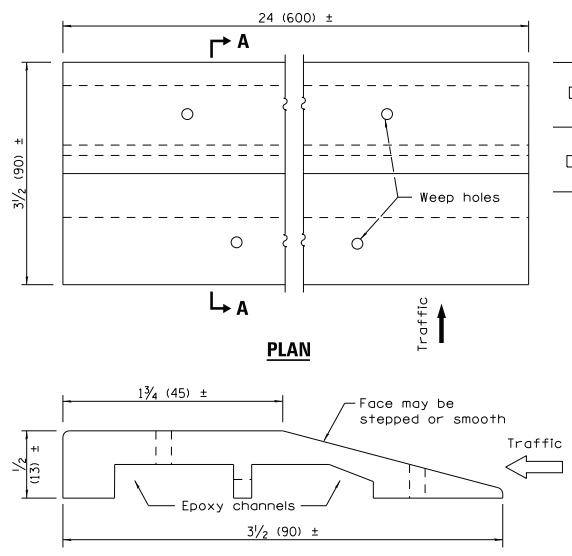 24 (600) ±
A
3½ (90) ±
Weep holes
A
Traffic
PLAN
1¾ (45) ±
Face may be
stepped or smooth
Traffic
½
(13) ±
Epoxy channels
3½ (90) ±